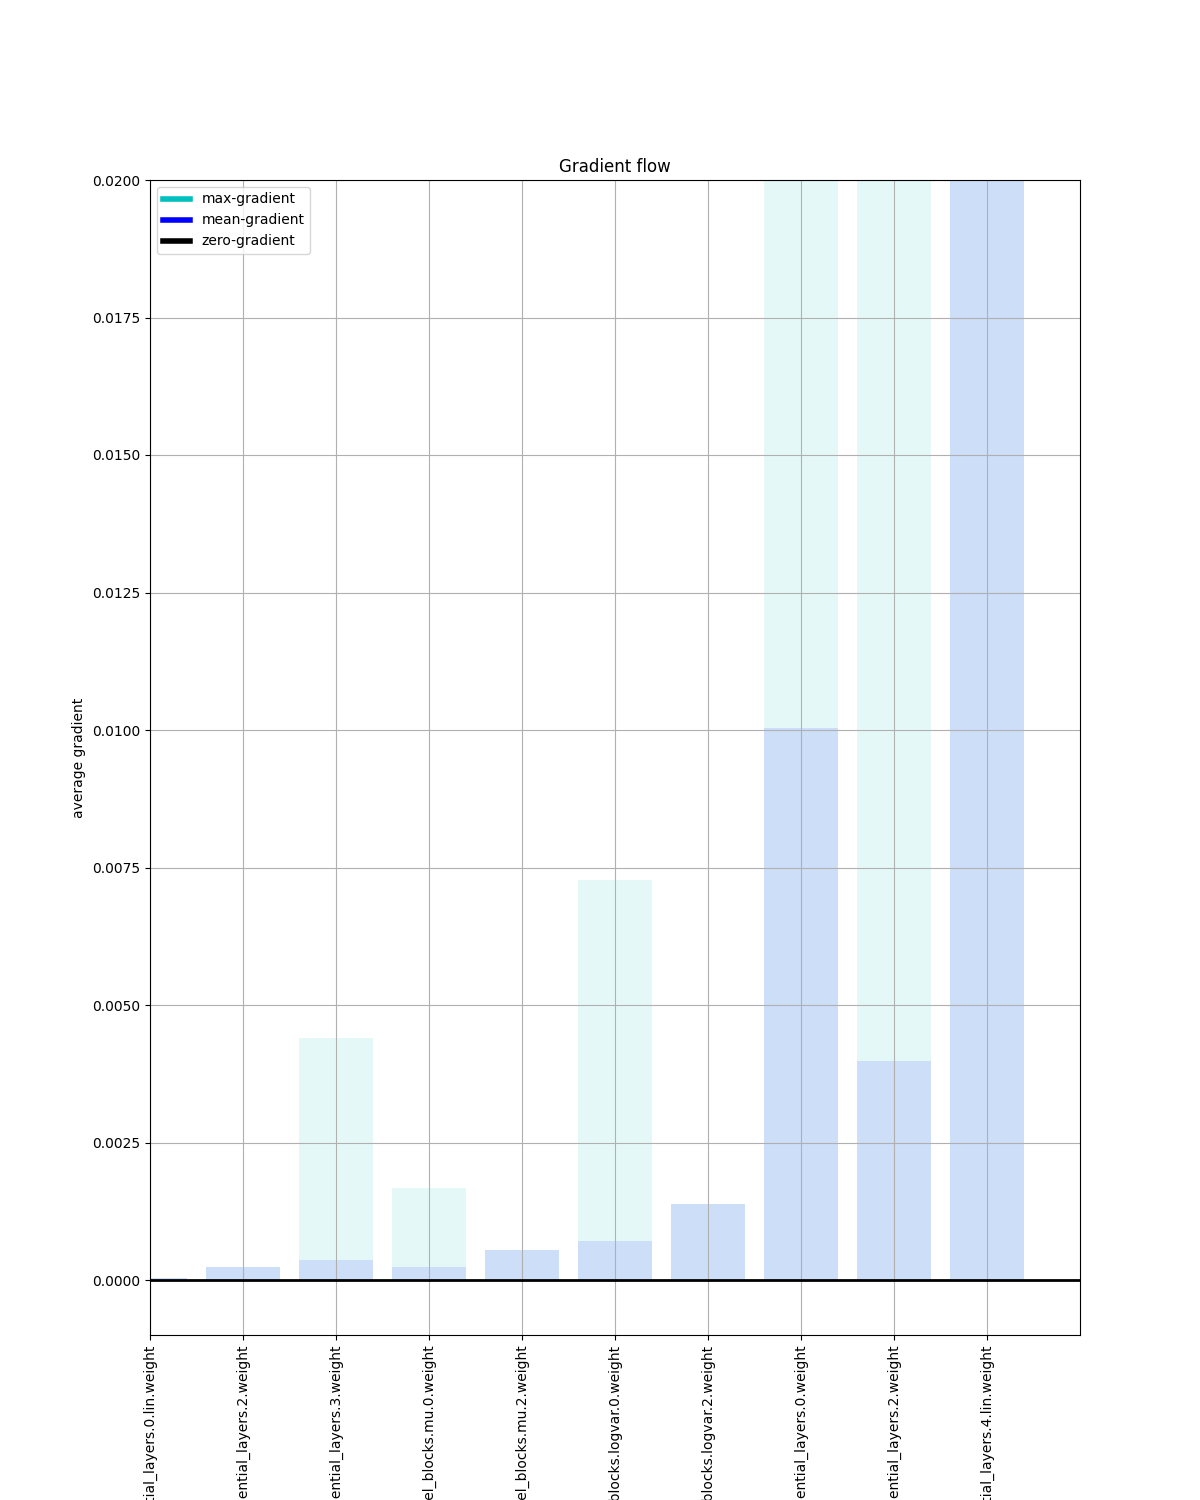 Gradient flow
max-gradient
mean-gradient
zero-gradient
0.0200
0.0175
0.0150
0.0125
0.0100
0.0075
0.0050
0.0025
0.0000
average gradient
tial_layers.0.lin.weight
ential_layers.2.weight
ential_layers.3.weight
el_blocks.mu.0.weight
el_blocks.mu.2.weight
blocks.logvar.0.weight
blocks.logvar.2.weight
ential_layers.0.weight
ential_layers.2.weight
tial_layers.4.lin.weight